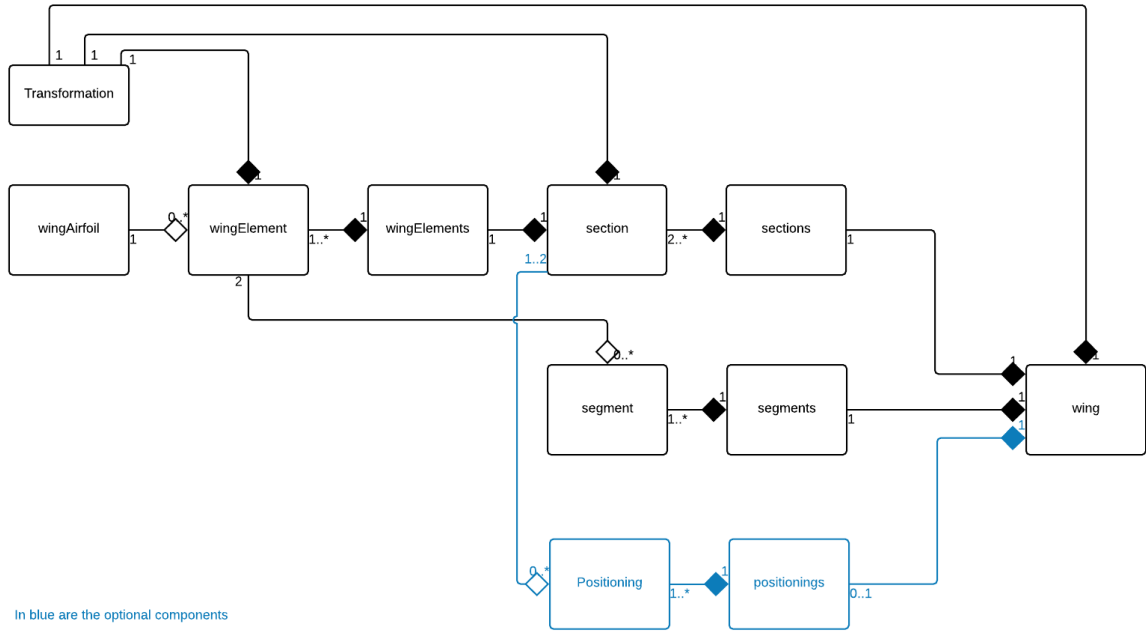 1
1
1
Transformation
1
0..*
1
1
1
wingAirfoil
wingElement
wingElements
section
sections
1
1..*
1
2..*
1
1..2
2
0..*
1
1
segment
segments
1
wing
1..*
1
1
1
0..*
1
Positioning
positionings
1..*
0..1
In blue are the optional components